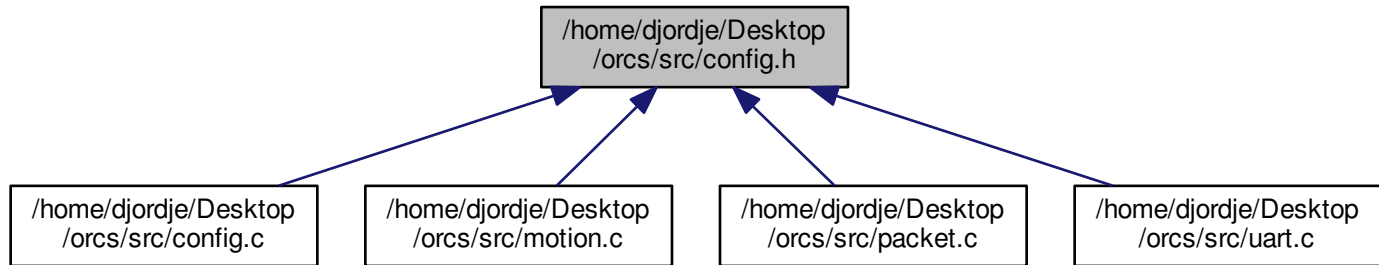 /home/djordje/Desktop
/orcs/src/config.h
/home/djordje/Desktop
/orcs/src/config.c
/home/djordje/Desktop
/orcs/src/motion.c
/home/djordje/Desktop
/orcs/src/packet.c
/home/djordje/Desktop
/orcs/src/uart.c